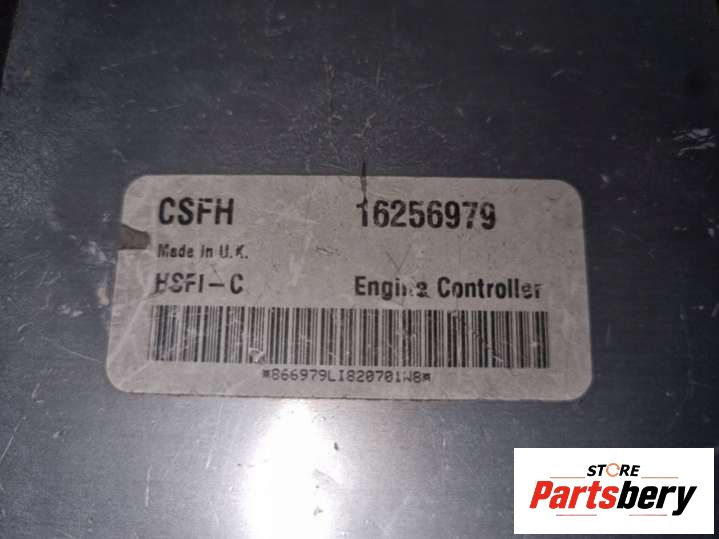 CSFH 16256979
Made in U.K.
HSFI-C Engine Controller
*866979LI820701W8*
STORE
Partsbery